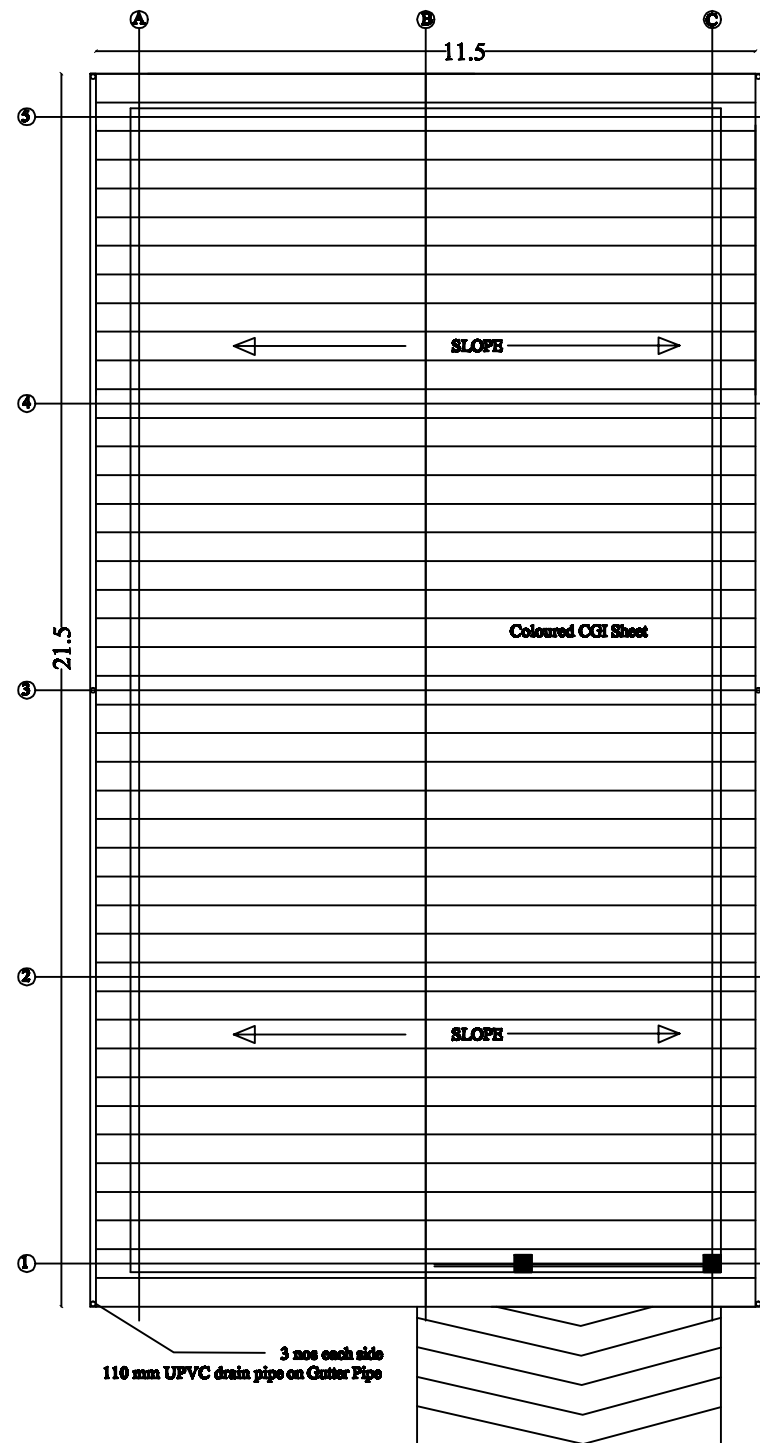 A
B
C
11.5
5
SLOPE
4
Coloured CGI Sheet
21.5
3
2
SLOPE
1
3 nos each side
110 mm UPVC drain pipe on Gutter Pipe